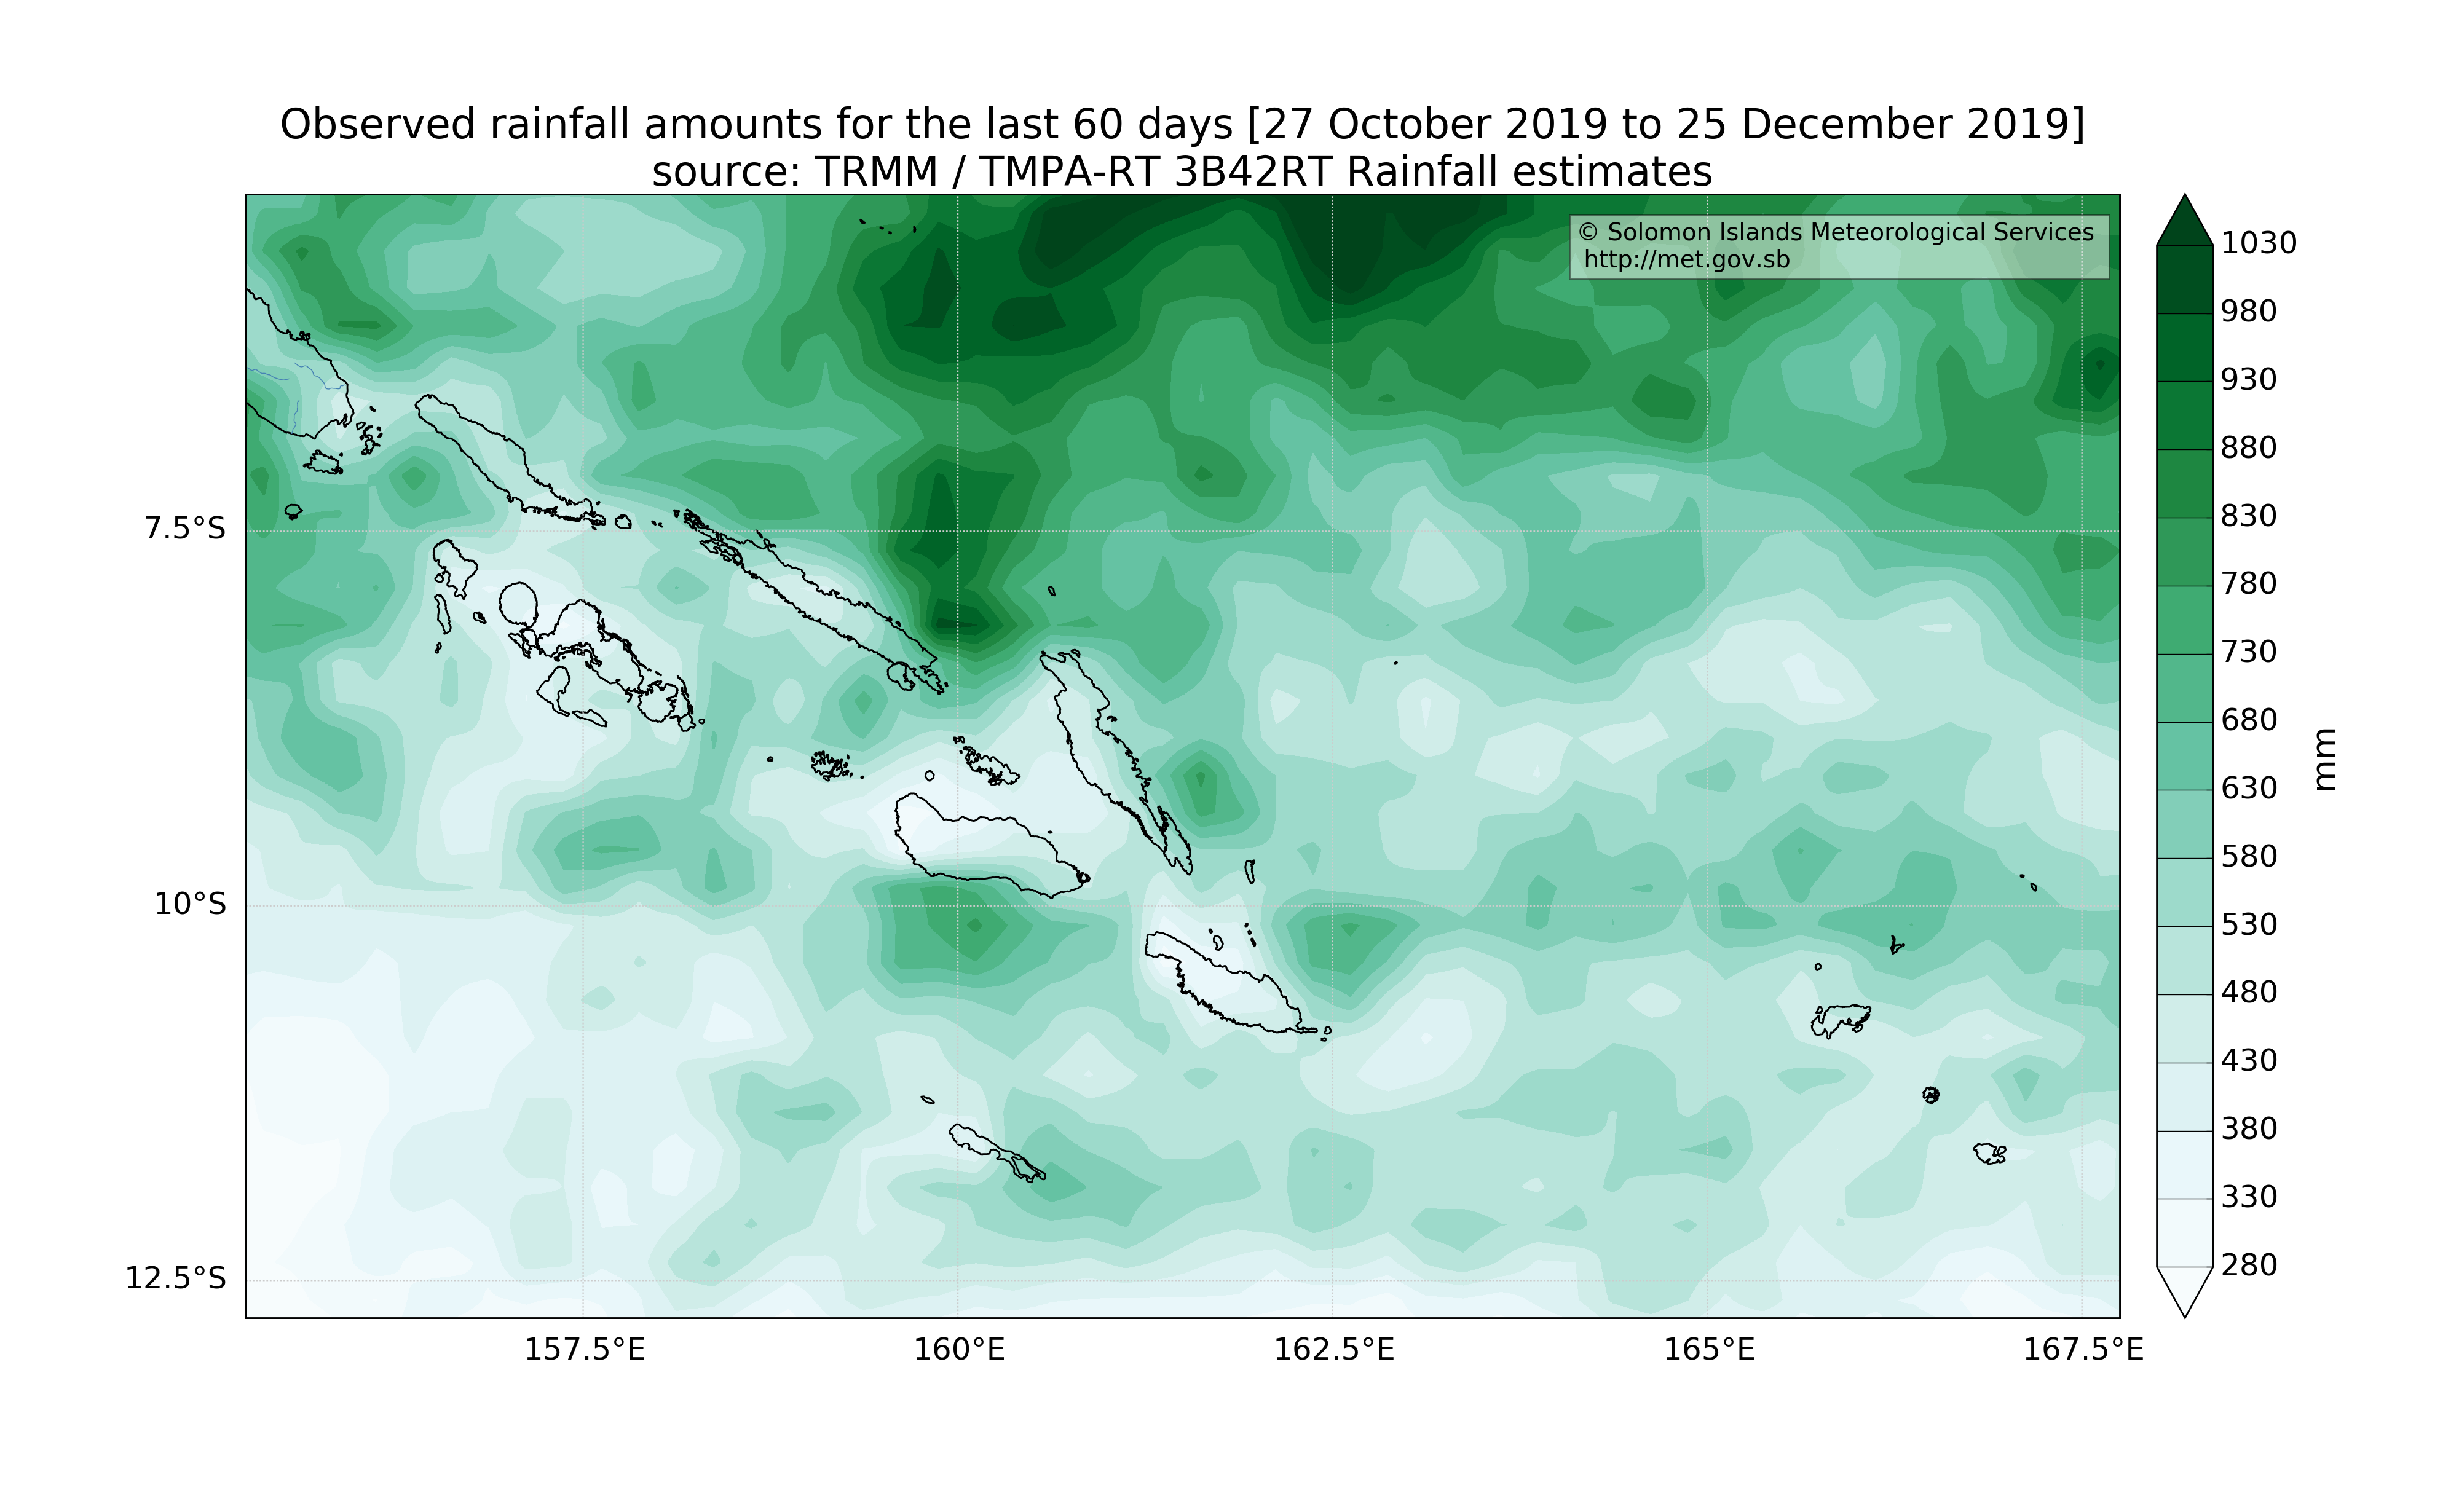 Observed rainfall amounts for the last 60 days [27 October 2019 to 25 December 2019]
source: TRMM / TMPA-RT 3B42RT Rainfall estimates
© Solomon Islands Meteorological Services
http://met.gov.sb
7.5°S
10°S
12.5°S
157.5°E
160°E
162.5°E
165°E
167.5°E
1030
980
930
880
830
780
730
680
630
580
530
480
430
380
330
280
mm